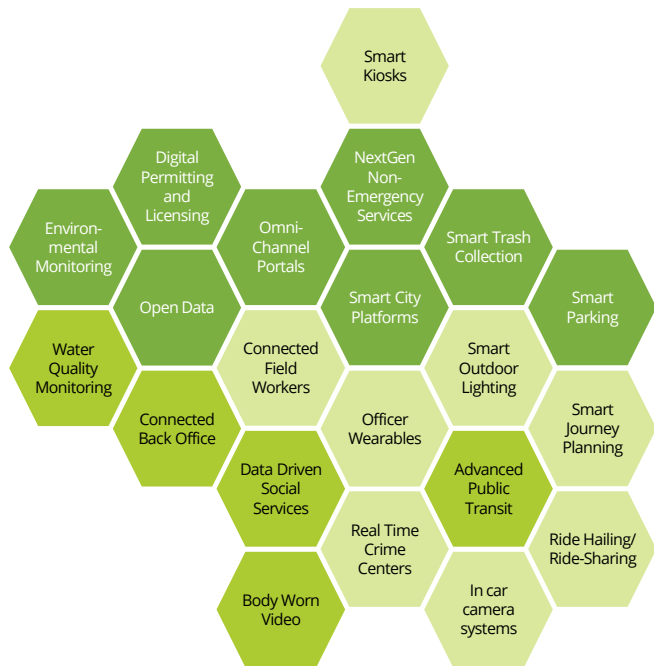 Smart
Kiosks
Digital
Permitting
and
Licensing
NextGen
Non-
Emergency
Services
Environ-
mental
Monitoring
Omni-
Channel
Portals
Smart Trash
Collection
Open Data
Smart City
Platforms
Smart
Parking
Water
Quality
Monitoring
Connected
Field
Workers
Smart
Outdoor
Lighting
Connected
Back Office
Officer
Wearables
Smart
Journey
Planning
Data Driven
Social
Services
Advanced
Public
Transit
Real Time
Crime
Centers
Ride Hailing/
Ride-Sharing
Body Worn
Video
In car
camera
systems